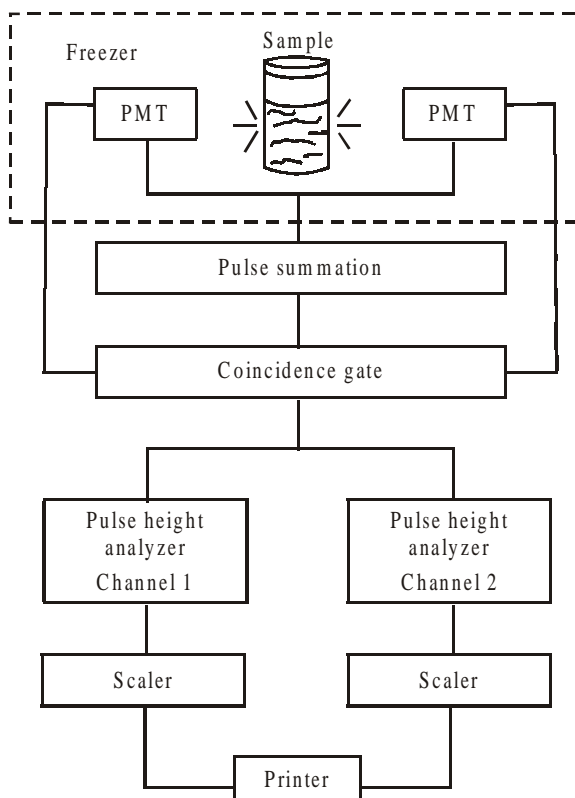 Sample
Freezer
PMT
PMT
Pulse summation
Coincidence gate
Pulse height
analyzer
Channel 1
Pulse height
analyzer
Channel 2
Scaler
Scaler
Printer